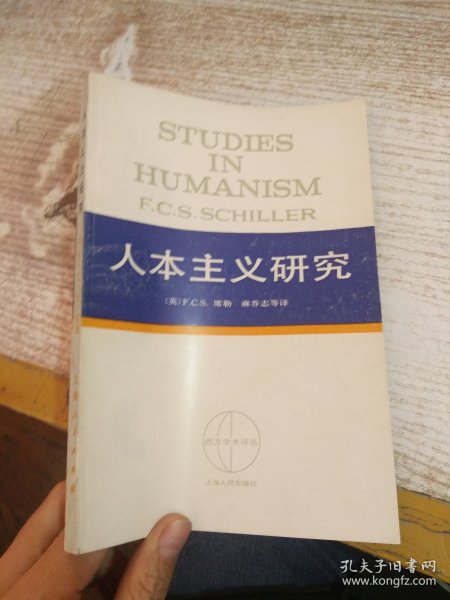 STUDIES
IN
HUMANISM
F.C.S. SCHILLER
人本主义研究
〔英〕F.C.S. 席勒 麻乔志等译
西方学术译丛
上海人民出版社
孔夫子旧书网
www.kongfz.com